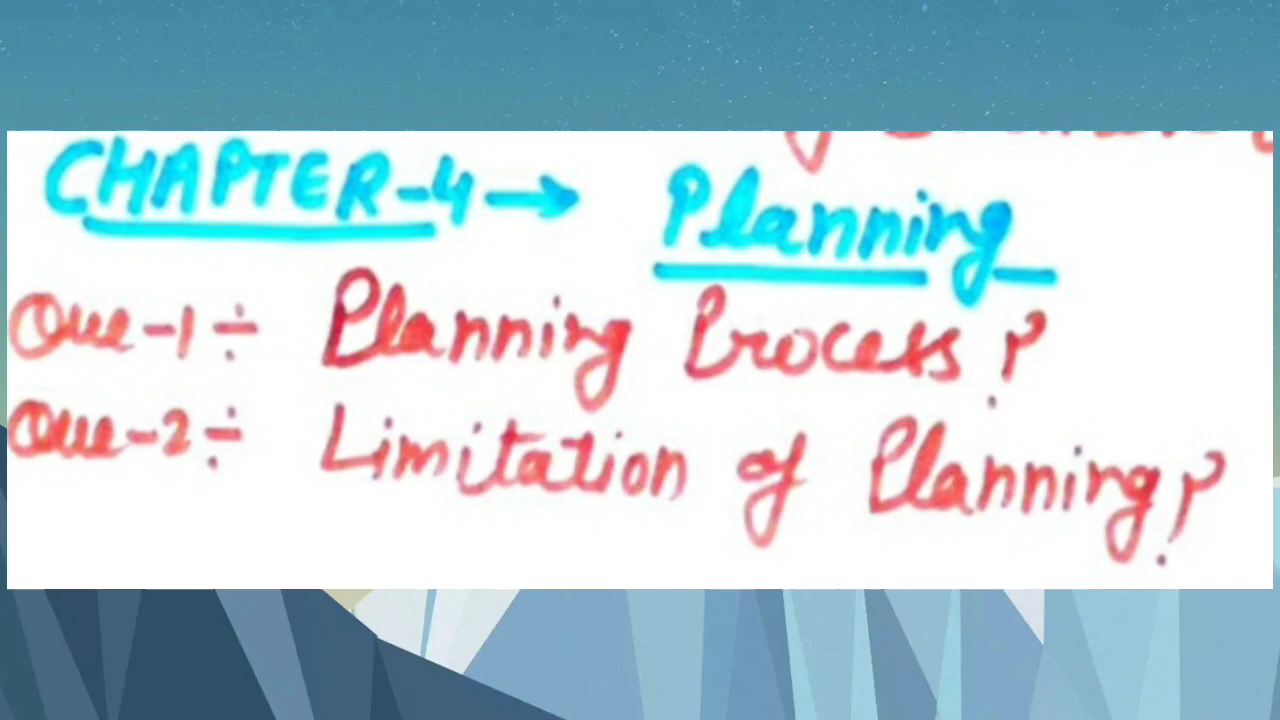 CHAPTER-4 → Planning
Que-1÷ Planning Process?
Que-2÷ Limitation of Planning?